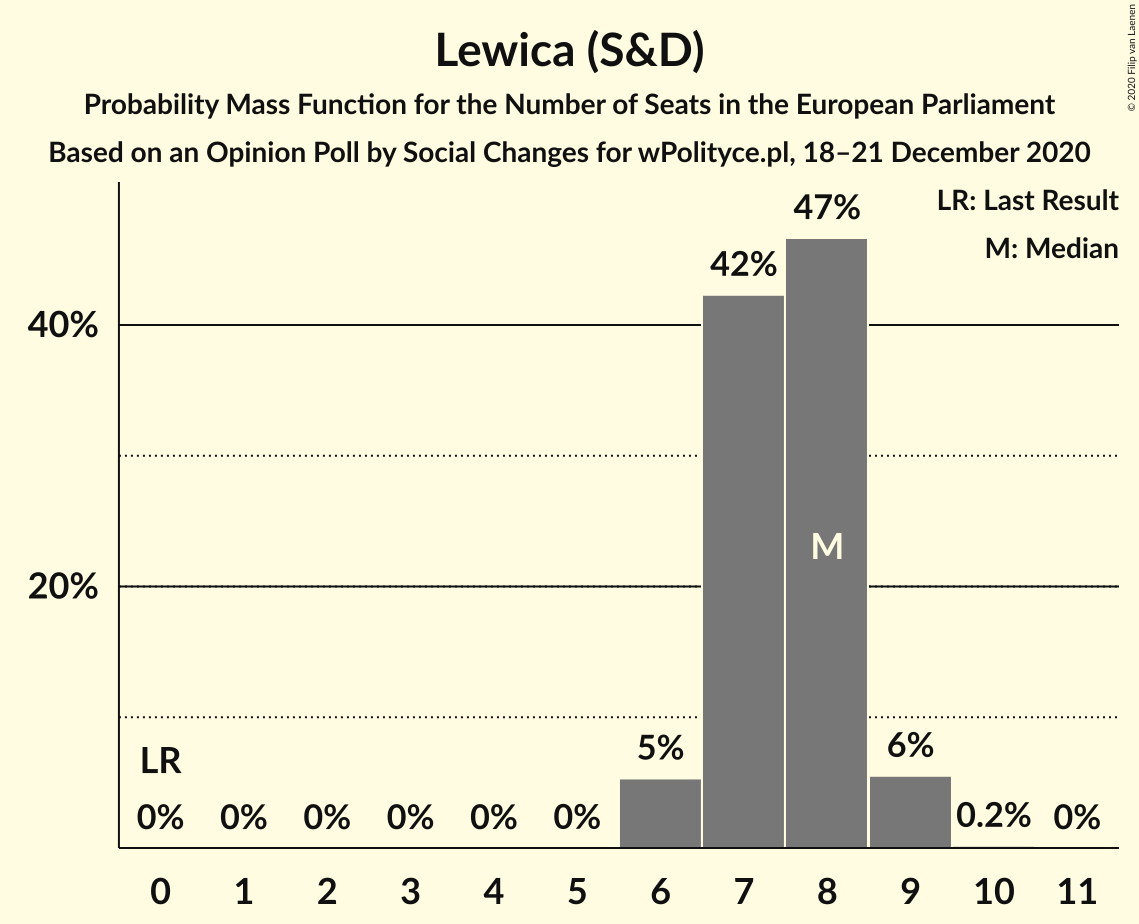 Lewica (S&D)
Probability Mass Function for the Number of Seats in the European Parliament
Based on an Opinion Poll by Social Changes for wPolityce.pl, 18–21 December 2020
© 2020 Filip van Laenen
LR: Last Result
M: Median
47%
42%
40%
M
20%
5%
6%
LR
0% 0% 0% 0% 0% 0% 0.2% 0%
0 1 2 3 4 5 6 7 8 9 10 11